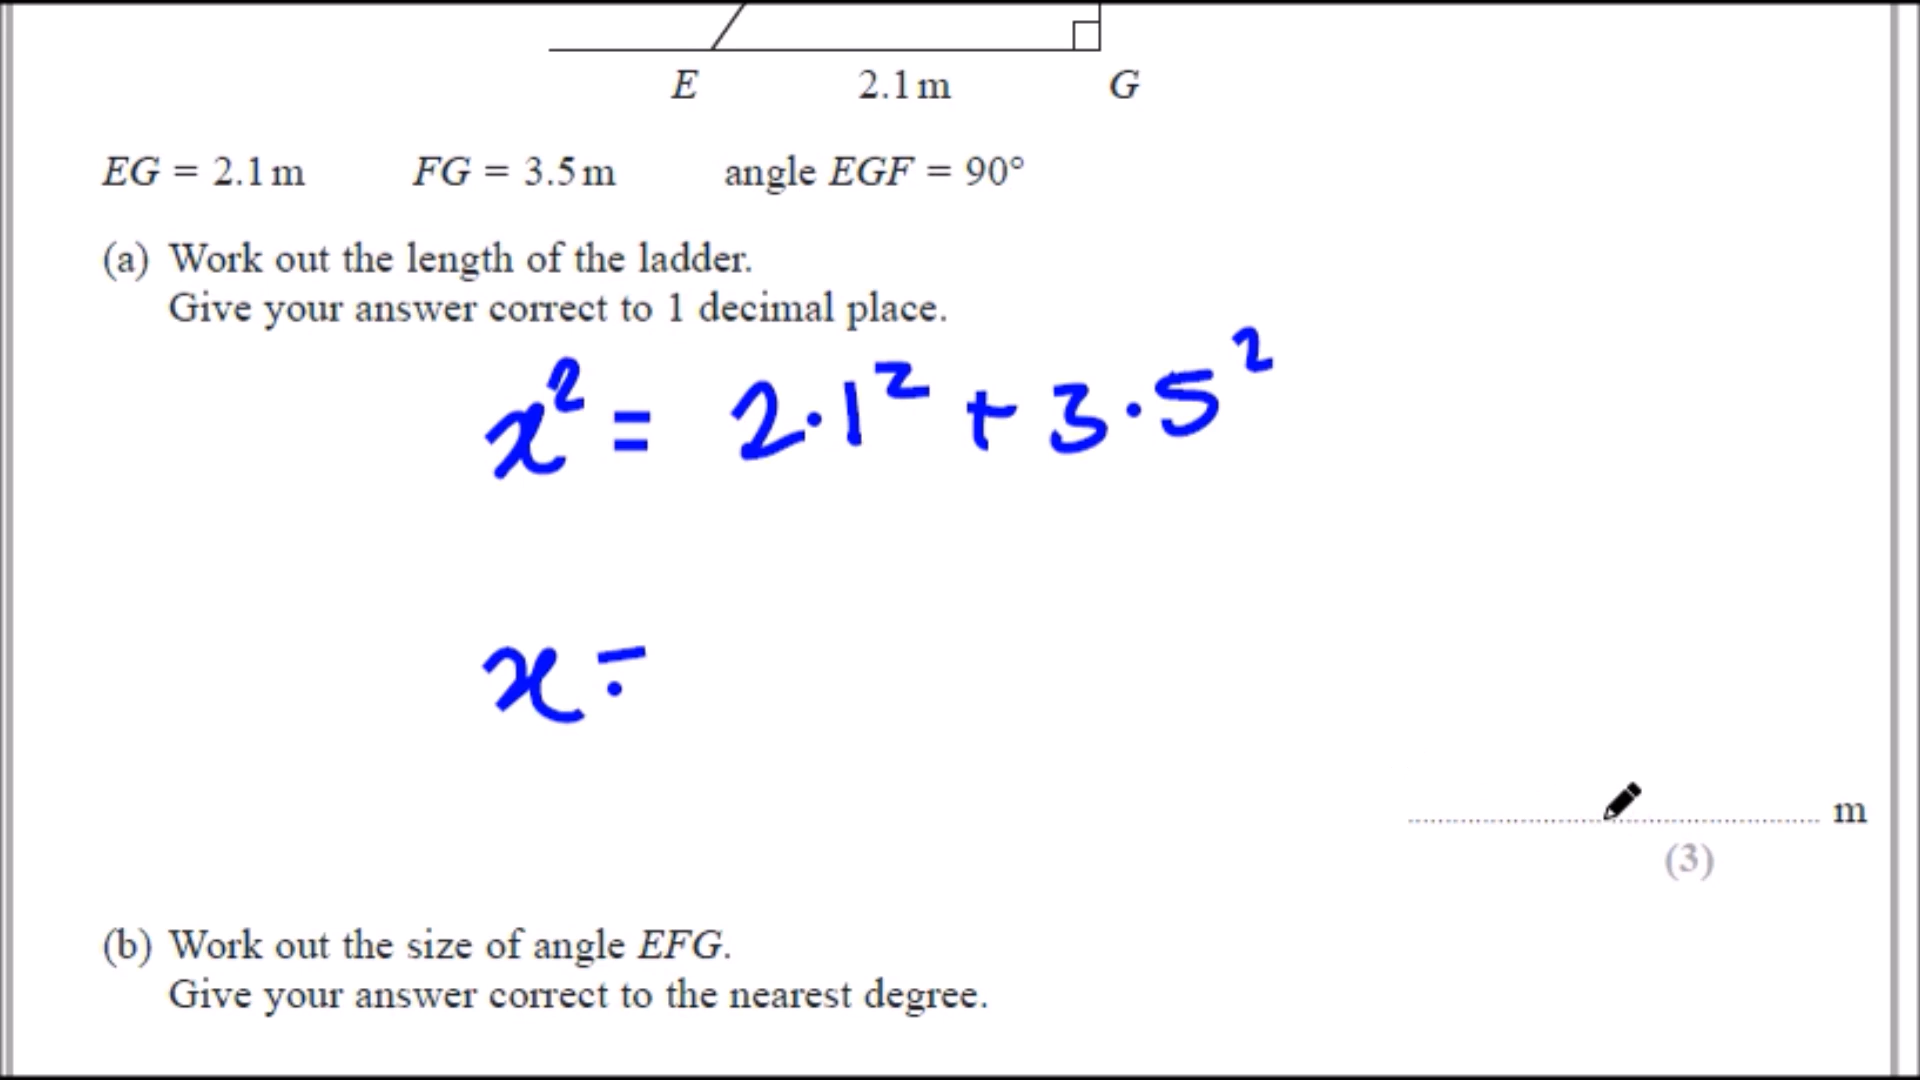 E 2.1 m G
EG = 2.1 m FG = 3.5 m angle EGF = 90°
(a) Work out the length of the ladder.
Give your answer correct to 1 decimal place.
x² = 2·1² + 3·5²
x =
m
(3)
(b) Work out the size of angle EFG.
Give your answer correct to the nearest degree.